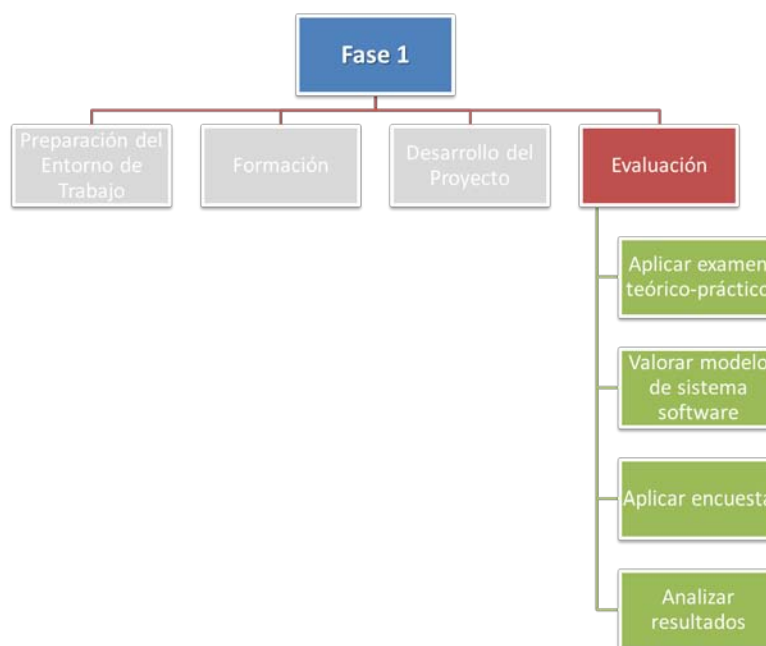 Fase 1
Preparación del
Entorno de
Trabajo
Formación
Desarrollo del
Proyecto
Evaluación
Aplicar examen
teórico-práctico
Valorar modelo
de sistema
software
Aplicar encuesta
Analizar
resultados